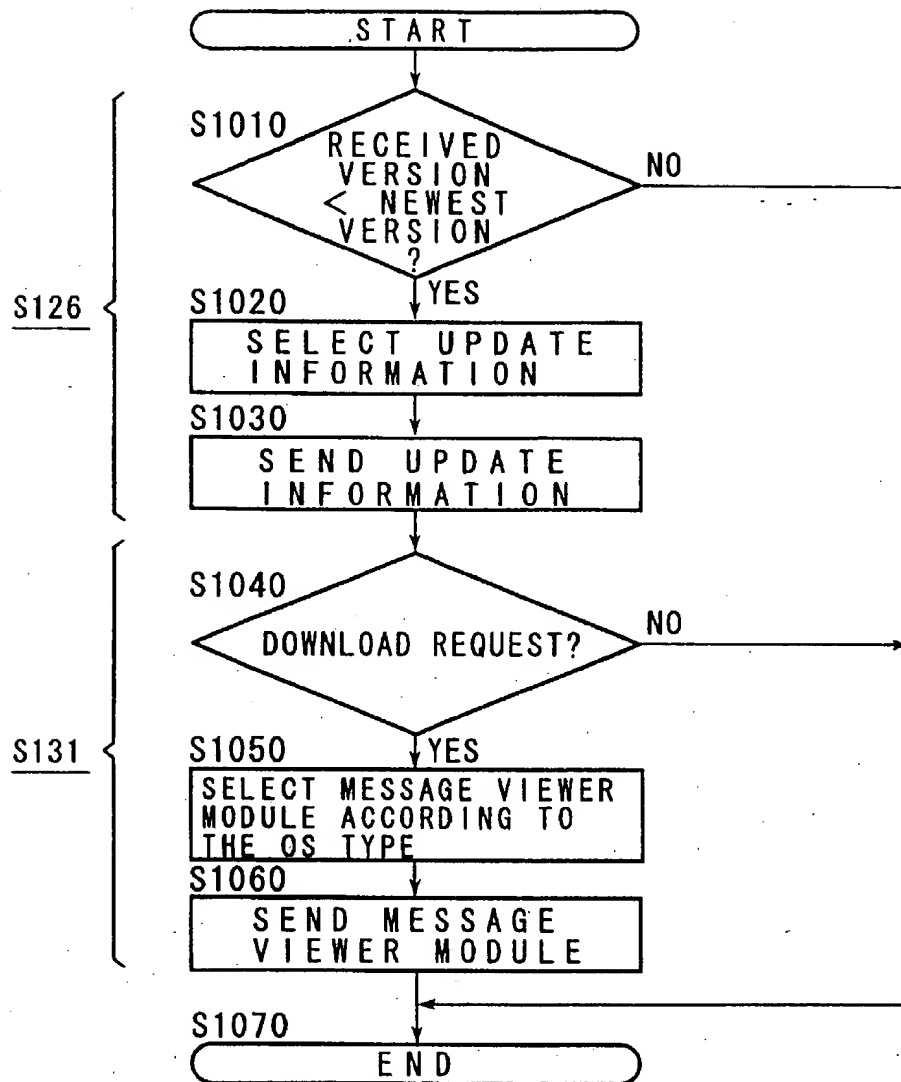 START
S1010
RECEIVED
VERSION
< NEWEST
VERSION
?
NO
YES
S126
S1020
SELECT UPDATE
INFORMATION
S1030
SEND UPDATE
INFORMATION
S1040
DOWNLOAD REQUEST?
NO
YES
S131
S1050
SELECT MESSAGE VIEWER
MODULE ACCORDING TO
THE OS TYPE
S1060
SEND MESSAGE
VIEWER MODULE
S1070
END